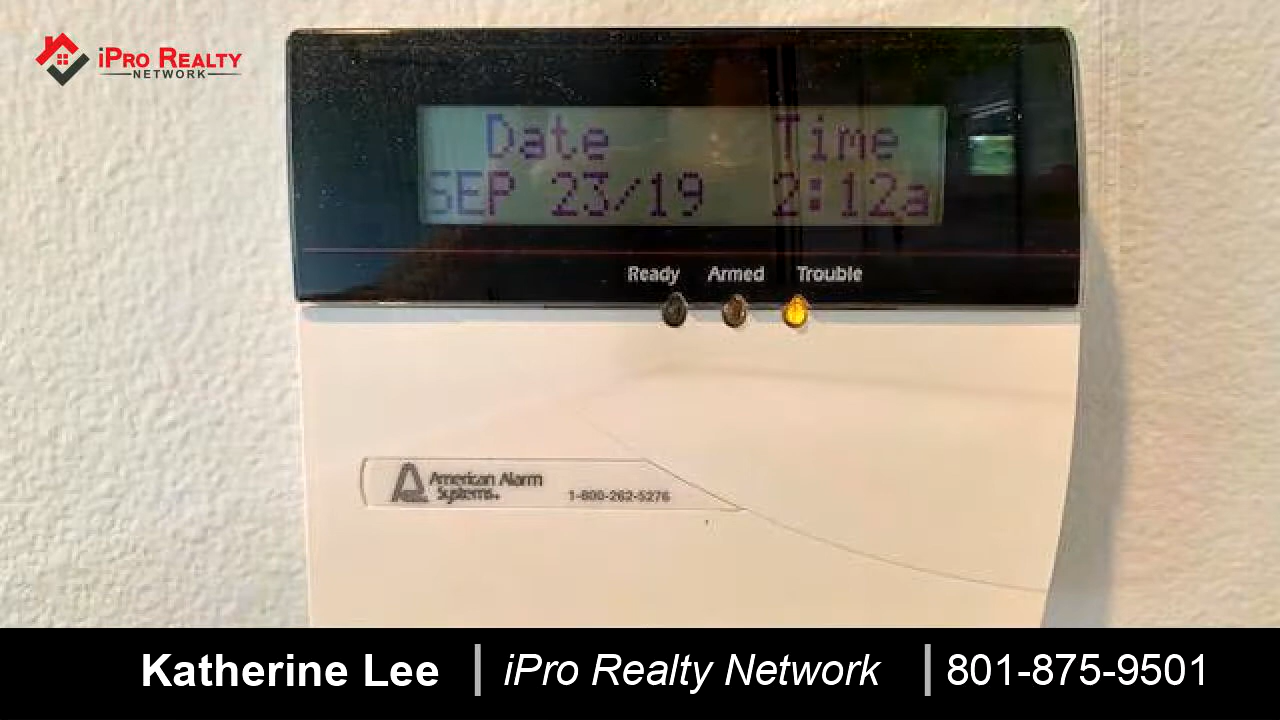 iPRO REALTY
NETWORK
Date Time
SEP 23/19 2:12a
Ready Armed Trouble
American Alarm
Systems.
1-800-262-5276
Katherine Lee | iPro Realty Network | 801-875-9501